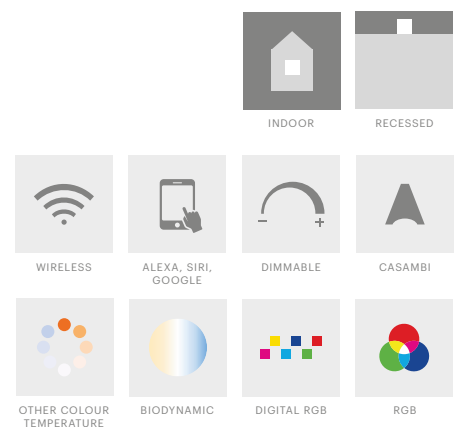 INDOOR
RECESSED
WIRELESS
ALEXA, SIRI,
GOOGLE
DIMMABLE
CASAMBI
OTHER COLOUR
TEMPERATURE
BIODYNAMIC
DIGITAL RGB
RGB